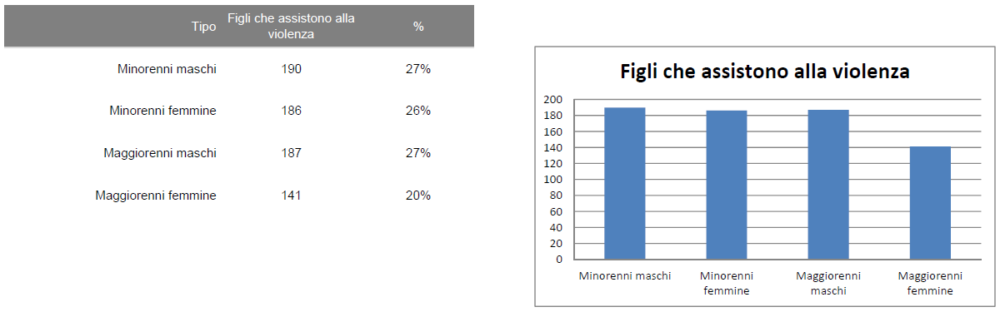 Tipo Figli che assistono alla violenza %
Minorenni maschi 190 27%
Minorenni femmine 186 26%
Maggiorenni maschi 187 27%
Maggiorenni femmine 141 20%
Figli che assistono alla violenza
200
180
160
140
120
100
80
60
40
20
0
Minorenni maschi
Minorenni
femmine
Maggiorenni
maschi
Maggiorenni
femmine